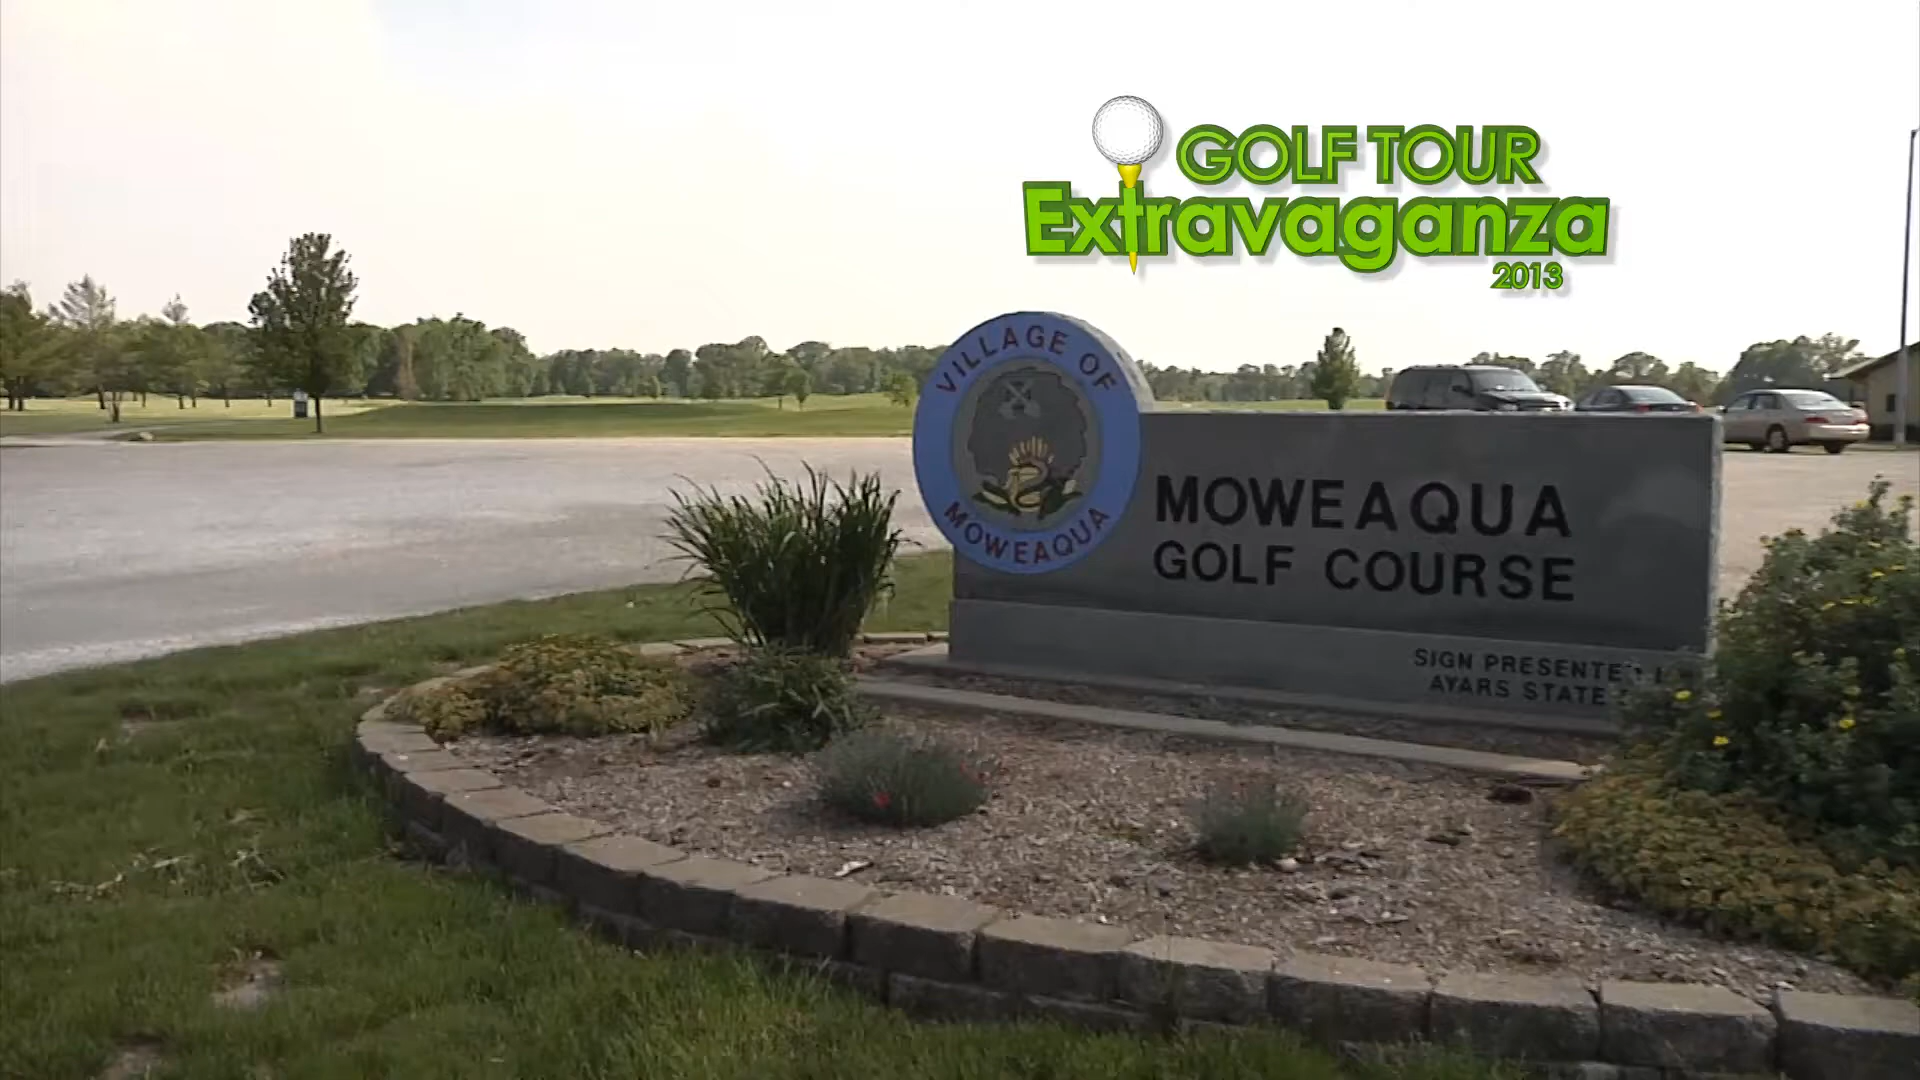 GOLF TOUR
Extravaganza
2013
VILLAGE OF
MOWEAQUA
MOWEAQUA
GOLF COURSE
SIGN PRESENTED
AYARS STATE